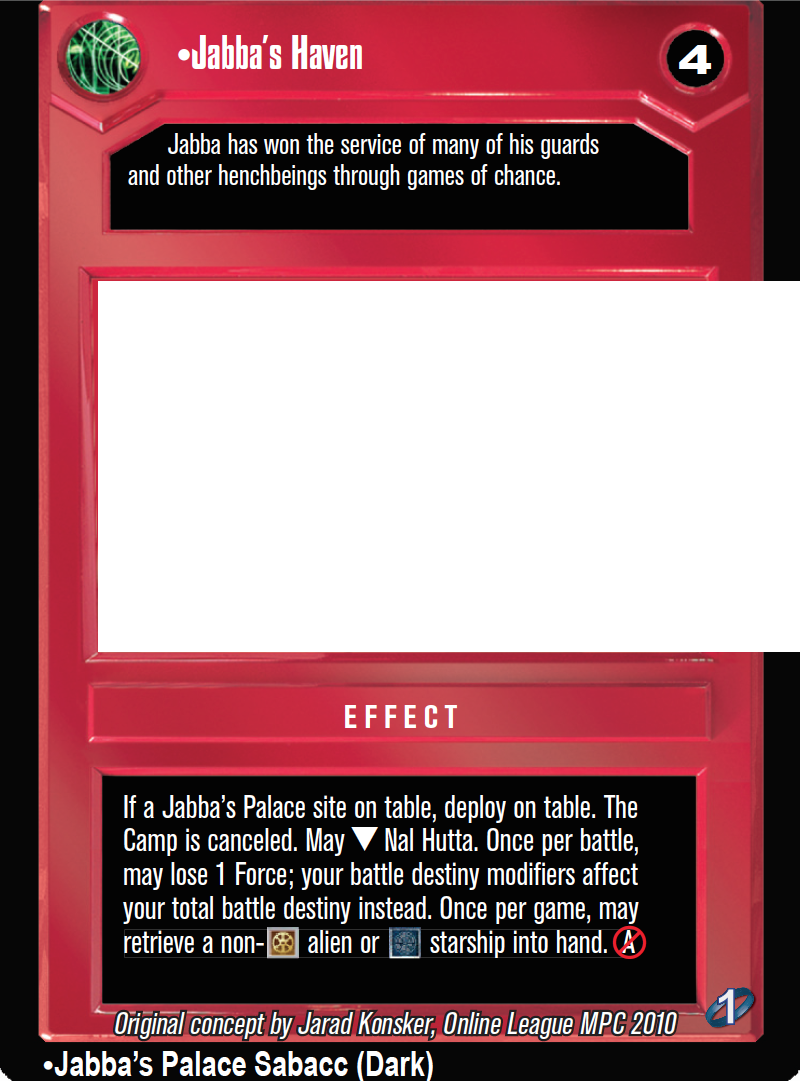 •Jabba's Haven
4
Jabba has won the service of many of his guards
and other henchbeings through games of chance.
EFFECT
If a Jabba's Palace site on table, deploy on table. The
Camp is canceled. May ▼ Nal Hutta. Once per battle,
may lose 1 Force; your battle destiny modifiers affect
your total battle destiny instead. Once per game, may
retrieve a non- alien or starship into hand. A
1
Original concept by Jarad Konsker, Online League MPC 2010
•Jabba's Palace Sabacc (Dark)